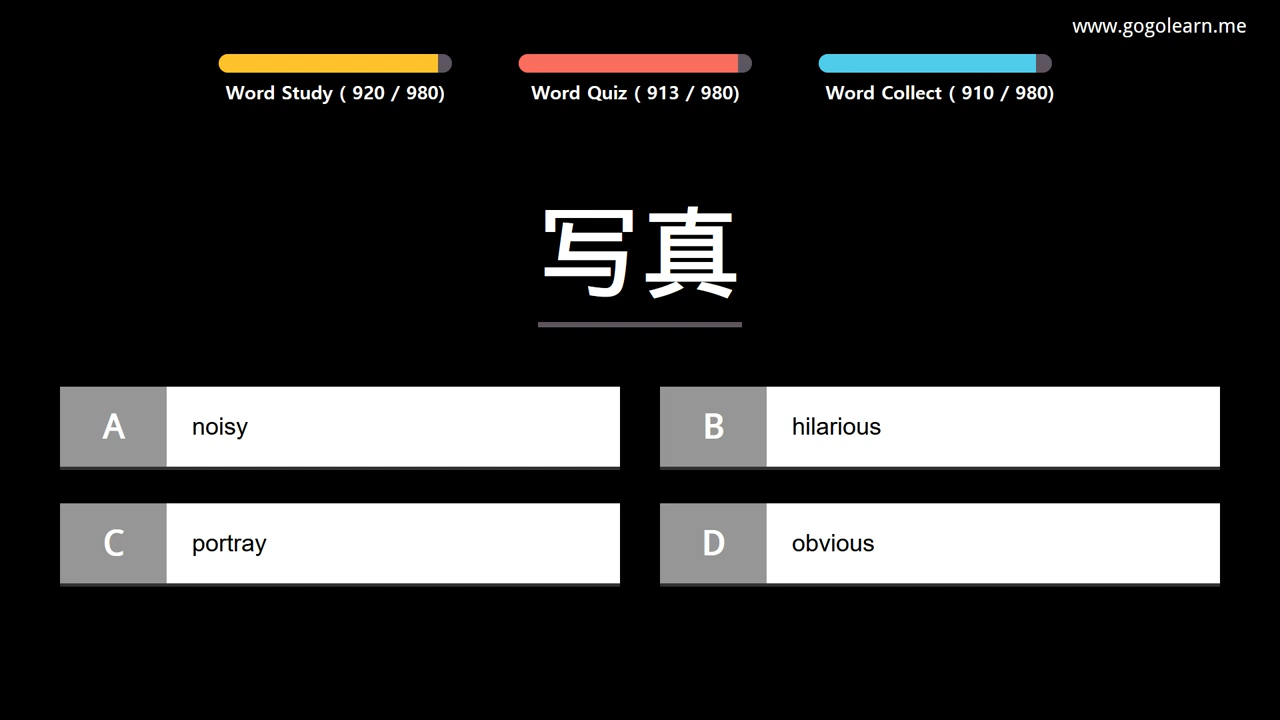 www.gogolearn.me
Word Study ( 920 / 980)
Word Quiz ( 913 / 980)
Word Collect ( 910 / 980)
写真
A noisy
B hilarious
C portray
D obvious